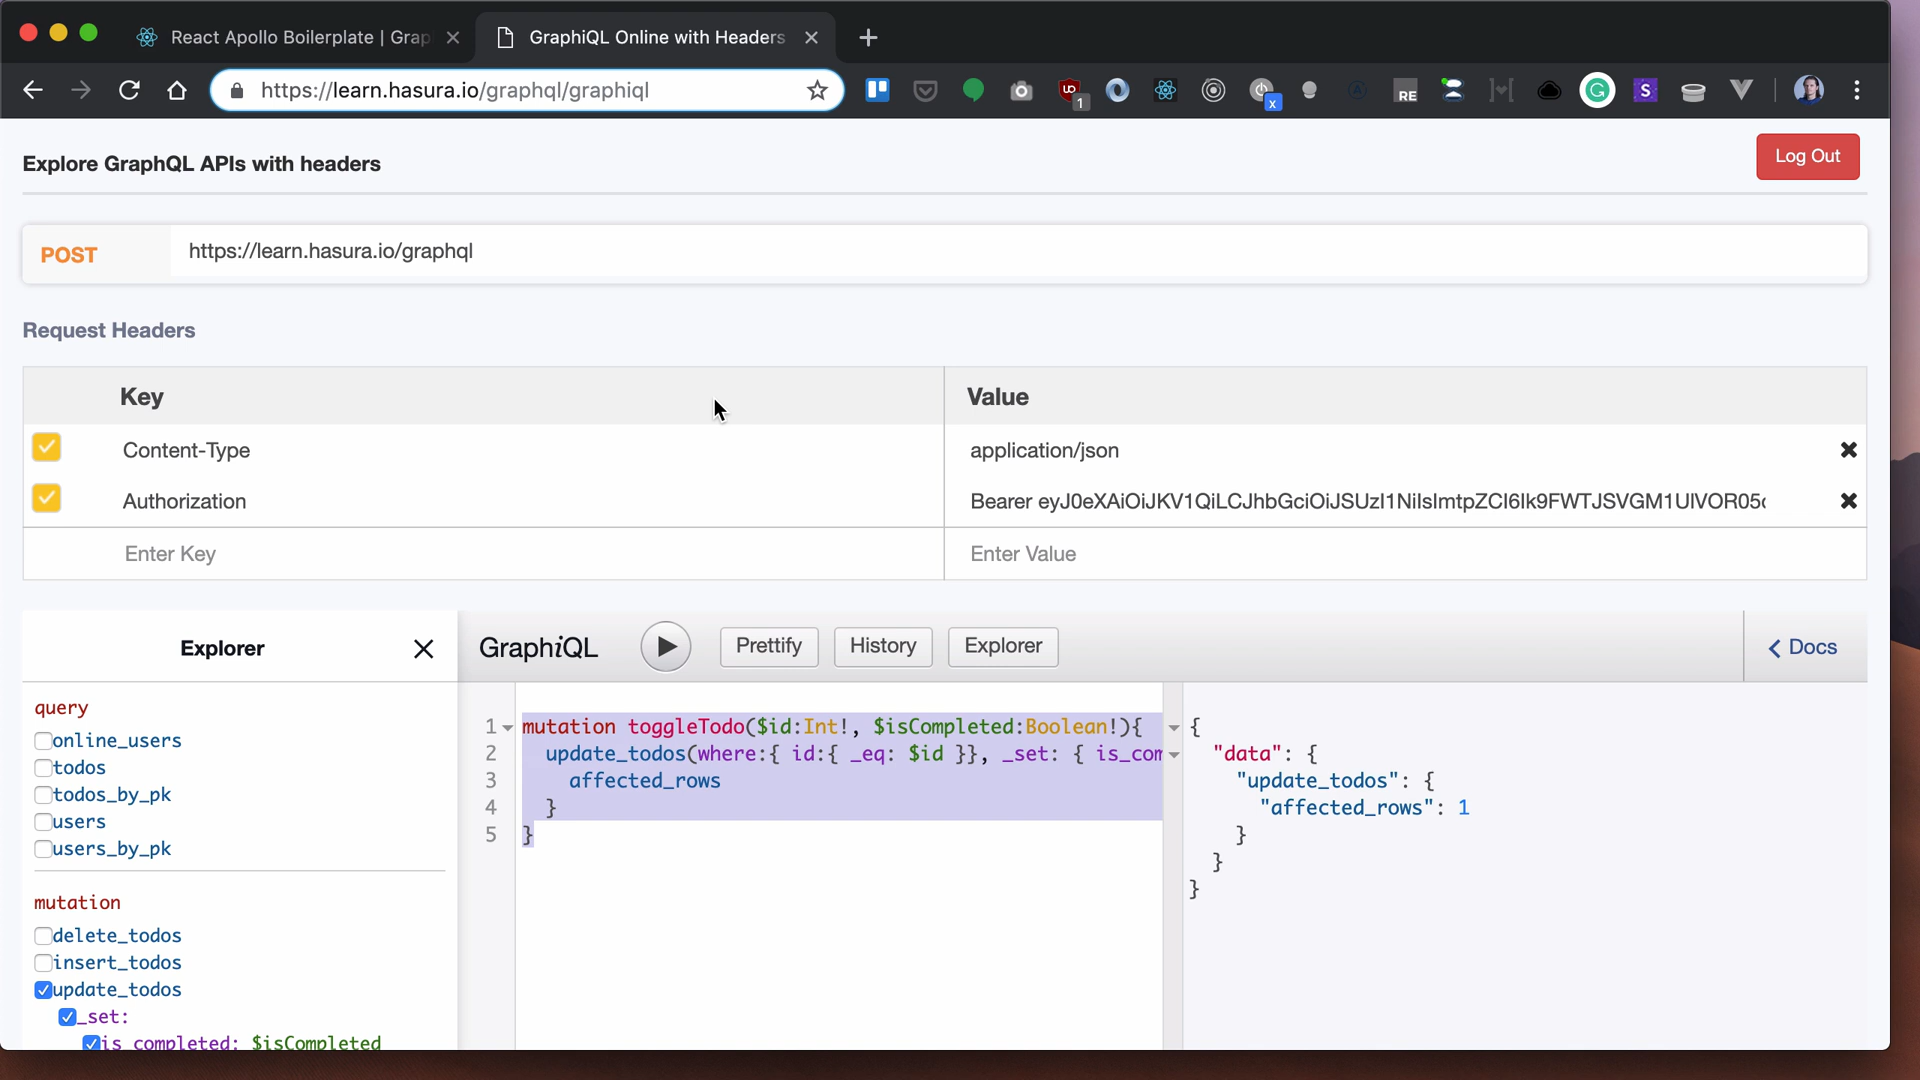 React Apollo Boilerplate | Grap
GraphiQL Online with Headers
https://learn.hasura.io/graphql/graphiql
1
x
RE
S
Explore GraphQL APIs with headers
Log Out
POST
https://learn.hasura.io/graphql
Request Headers
Key
Value
Content-Type
application/json
Authorization
Bearer eyJ0eXAiOiJKV1QiLCJhbGciOiJSUzI1NiIsImtpZCI6Ik9FWTJSVGM1UlVOR05
Enter Key
Enter Value
Explorer
GraphiQL
Prettify
History
Explorer
Docs
query
online_users
todos
todos_by_pk
users
users_by_pk
mutation
delete_todos
insert_todos
update_todos
_set:
is_completed: $isCompleted
1 mutation toggleTodo($id:Int!, $isCompleted:Boolean!){
2 update_todos(where:{ id:{ _eq: $id }}, _set: { is_com
3 affected_rows
4 }
5 }
{
"data": {
"update_todos": {
"affected_rows": 1
}
}
}